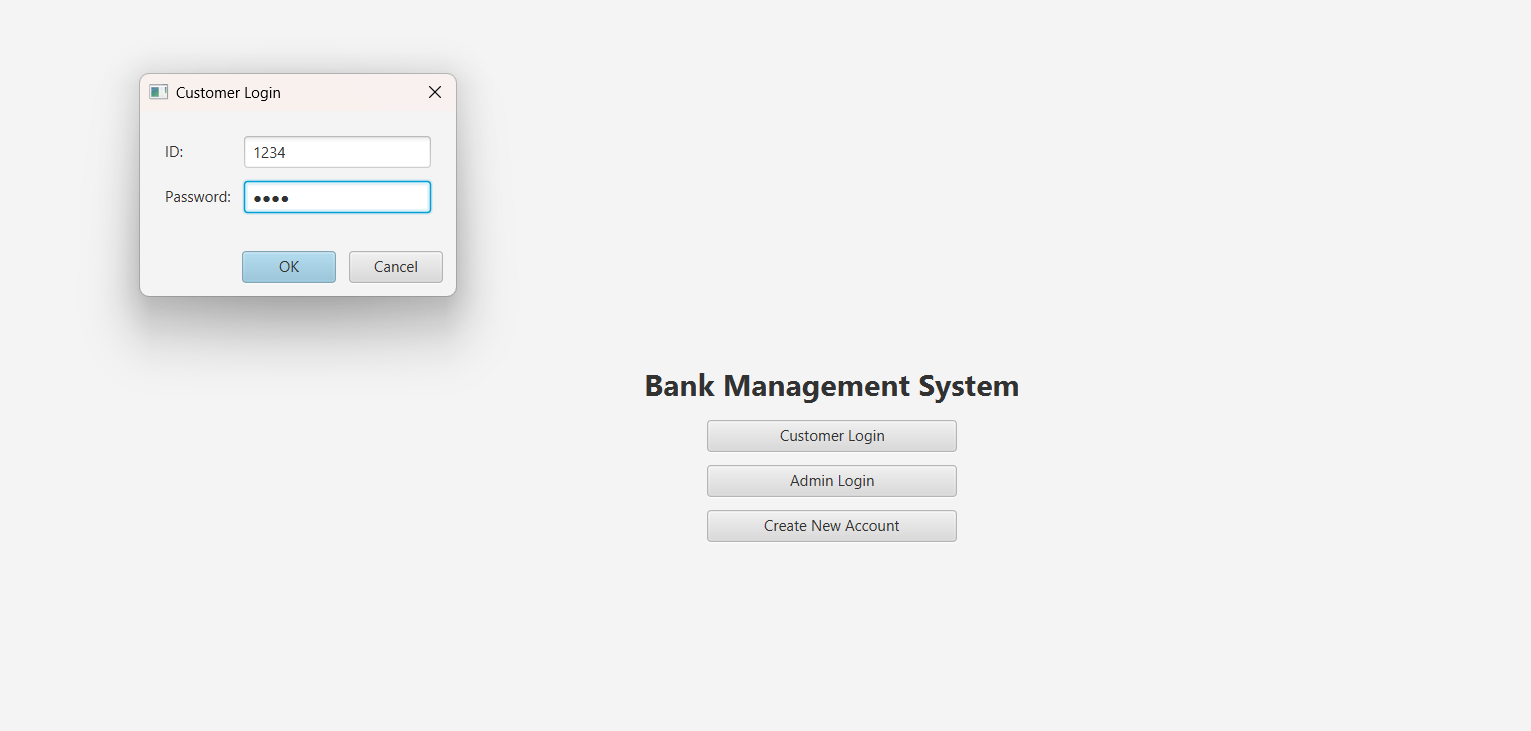 Customer Login
ID: 1234
Password: ●●●●
OK Cancel
Bank Management System
Customer Login
Admin Login
Create New Account